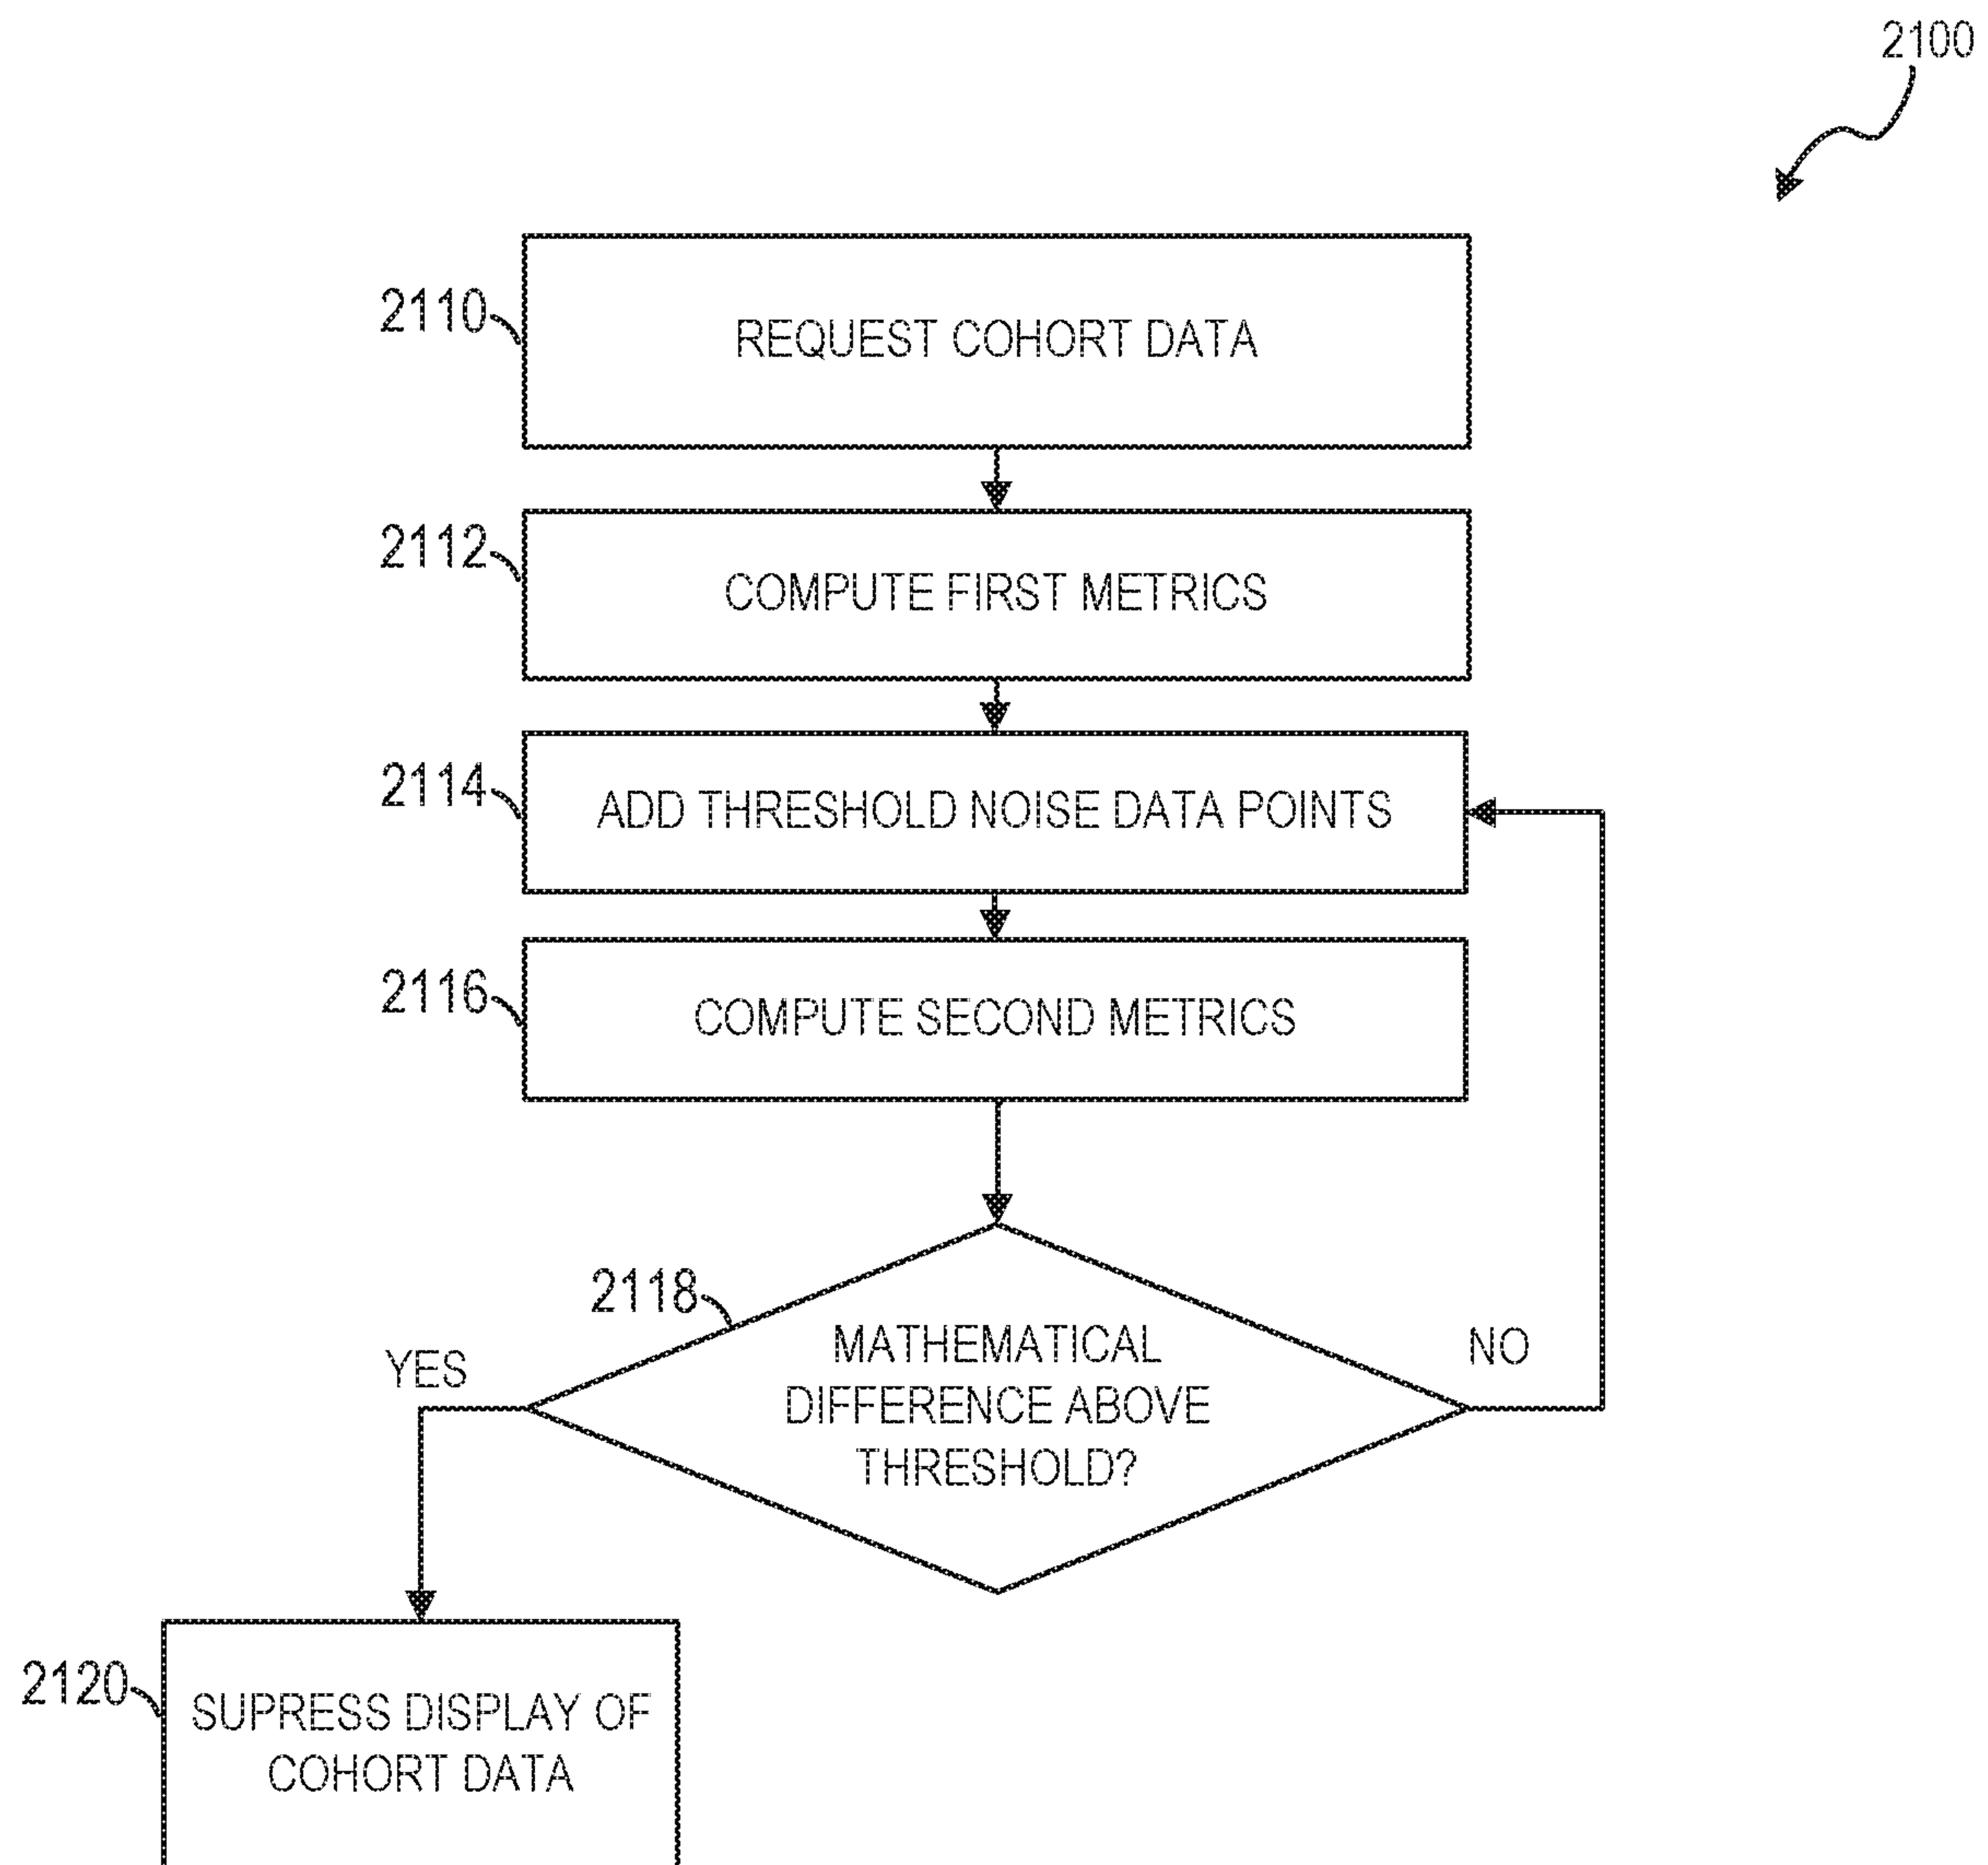 2100
2110
REQUEST COHORT DATA
2112
COMPUTE FIRST METRICS
2114
ADD THRESHOLD NOISE DATA POINTS
2116
COMPUTE SECOND METRICS
2118
MATHEMATICAL
DIFFERENCE ABOVE
THRESHOLD?
YES
NO
2120
SUPRESS DISPLAY OF
COHORT DATA